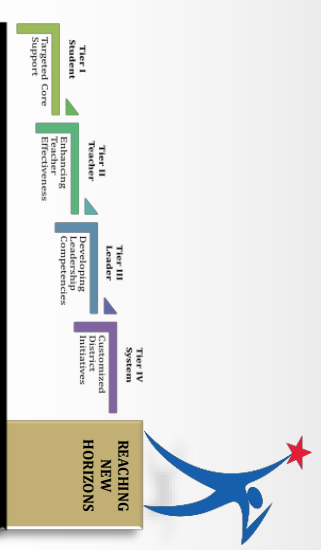 Tier I
Student
Targeted Core
Support
Tier II
Teacher
Enhancing
Teacher
Effectiveness
Tier III
Leader
Developing
Leadership
Competencies
Tier IV
System
Customized
District
Initiatives
REACHING
NEW
HORIZONS